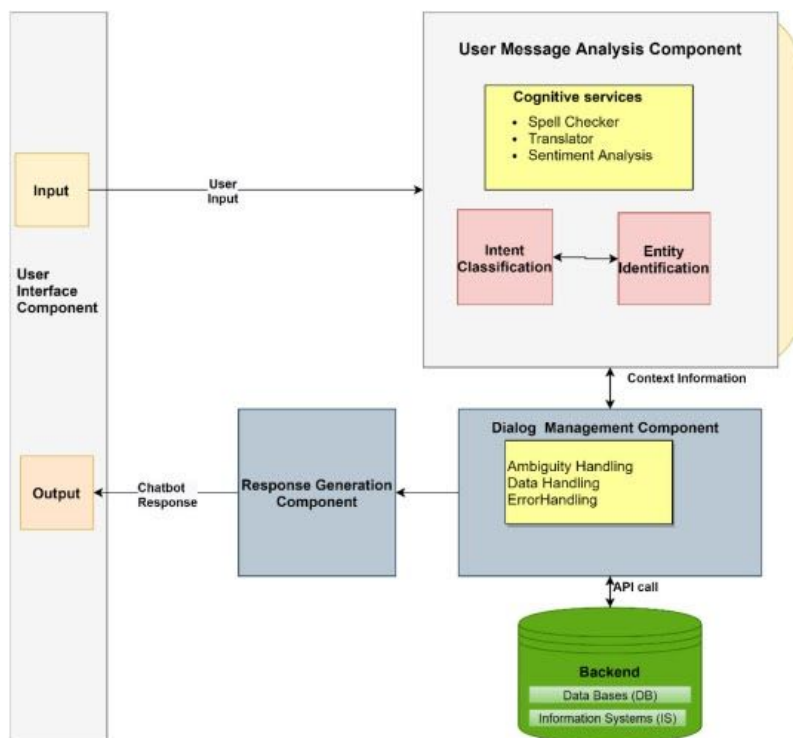 User Message Analysis Component
Cognitive services
• Spell Checker
• Translator
• Sentiment Analysis
Input
User
Input
Intent
Classification
Entity
Identification
User
Interface
Component
Context Information
Dialog Management Component
Ambiguity Handling
Data Handling
ErrorHandling
Response Generation
Component
Chatbot
Response
Output
API call
Backend
Data Bases (DB)
Information Systems (IS)